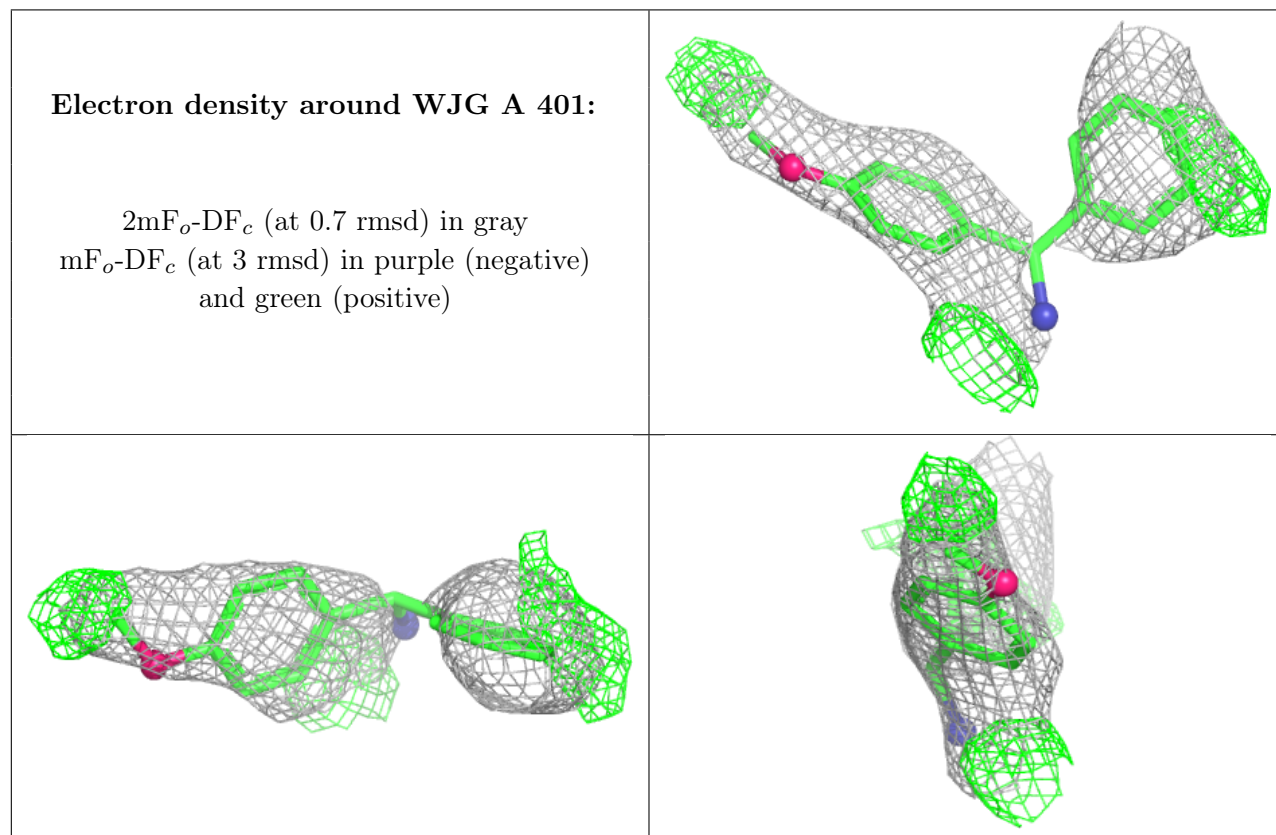 Electron density around WJG A 401:
2mFo-DFc (at 0.7 rmsd) in gray
mFo-DFc (at 3 rmsd) in purple (negative)
and green (positive)